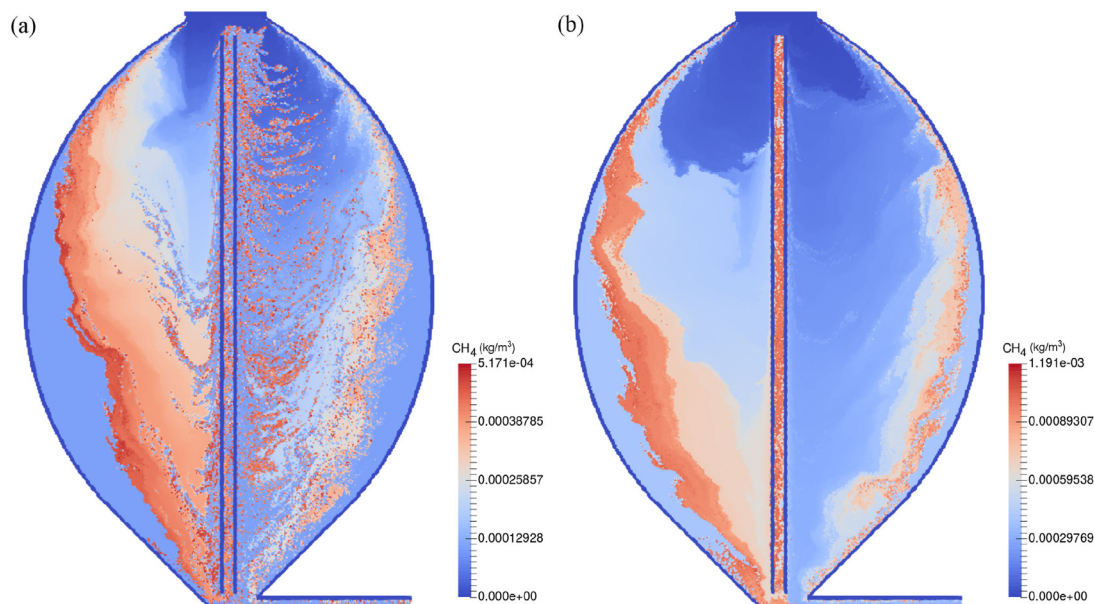 (a)
CH4 (kg/m3)
5.171e-04
0.00038785
0.00025857
0.00012928
0.000e+00
(b)
CH4 (kg/m3)
1.191e-03
0.00089307
0.00059538
0.00029769
0.000e+00